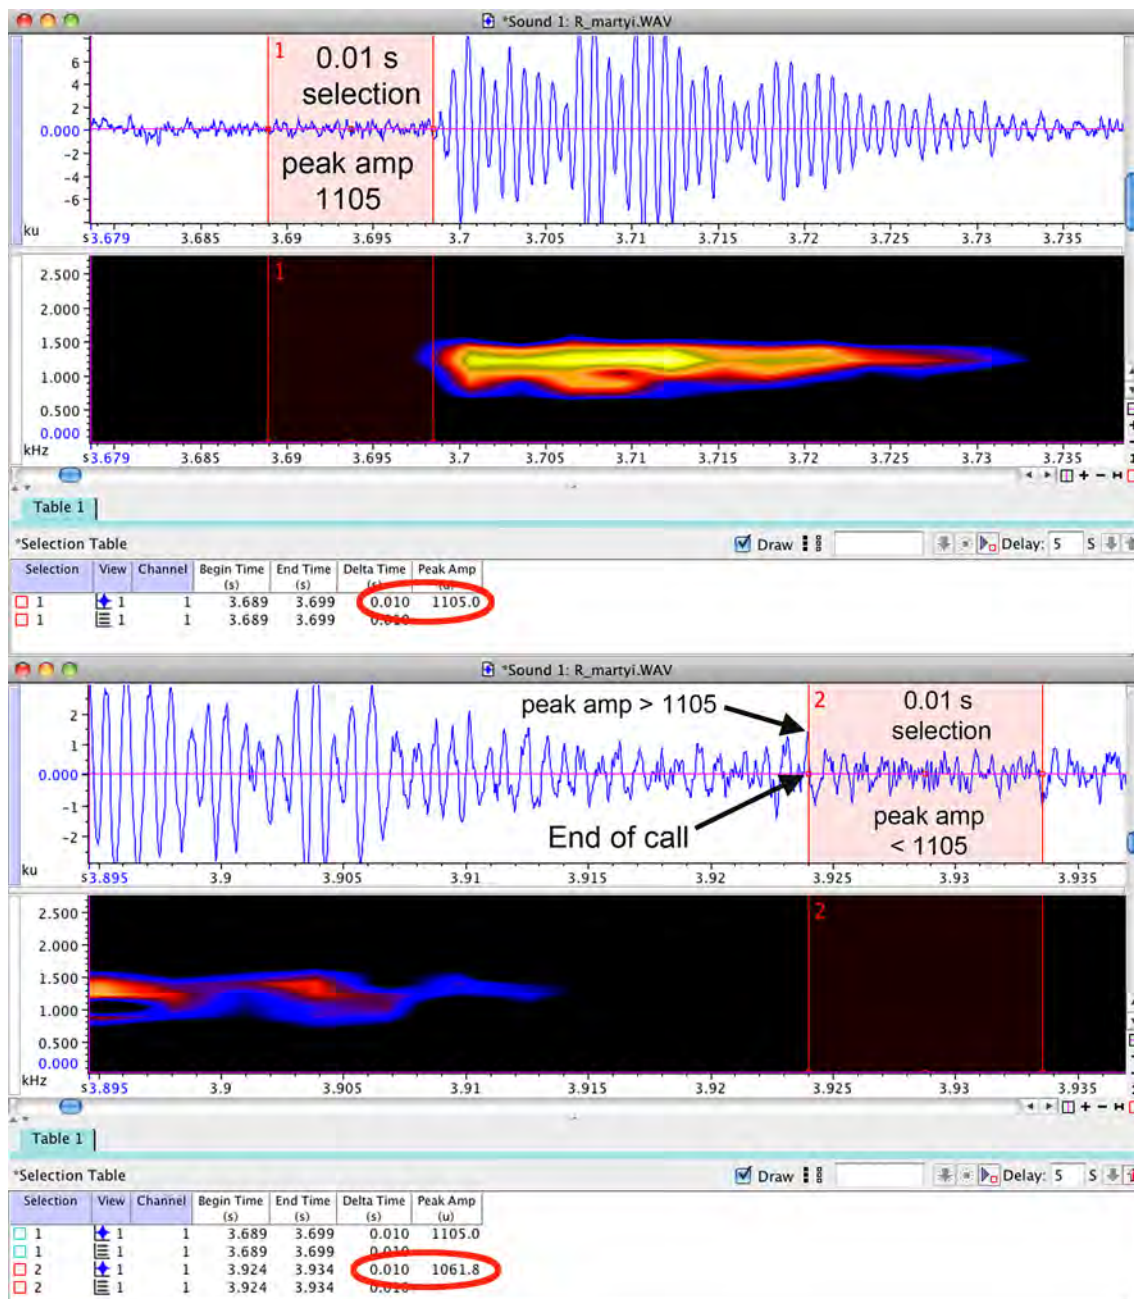 *Sound 1: R_martyi.WAV
1
0.01 s
selection
peak amp
1105
6
4
2
0.000
-2
-4
-6
ku
s3.679 3.685 3.69 3.695 3.7 3.705 3.71 3.715 3.72 3.725 3.73 3.735
1
2.500
2.000
1.500
1.000
0.500
0.000
kHz
s3.679 3.685 3.69 3.695 3.7 3.705 3.71 3.715 3.72 3.725 3.73 3.735
Table 1
*Selection Table Draw Delay: 5 S
Selection View Channel Begin Time (s) End Time (s) Delta Time (s) Peak Amp (u)
1 1 1 3.689 3.699 0.010 1105.0
1 1 1 3.689 3.699 0.010
*Sound 1: R_martyi.WAV
peak amp > 1105
2
0.01 s
selection
End of call
peak amp
< 1105
2
1
0.000
-1
-2
ku
s3.895 3.9 3.905 3.91 3.915 3.92 3.925 3.93 3.935
2
2.500
2.000
1.500
1.000
0.500
0.000
kHz
s3.895 3.9 3.905 3.91 3.915 3.92 3.925 3.93 3.935
Table 1
*Selection Table Draw Delay: 5 S
Selection View Channel Begin Time (s) End Time (s) Delta Time (s) Peak Amp (u)
1 1 1 3.689 3.699 0.010 1105.0
1 1 1 3.689 3.699 0.010
2 1 1 3.924 3.934 0.010 1061.8
2 1 1 3.924 3.934 0.010